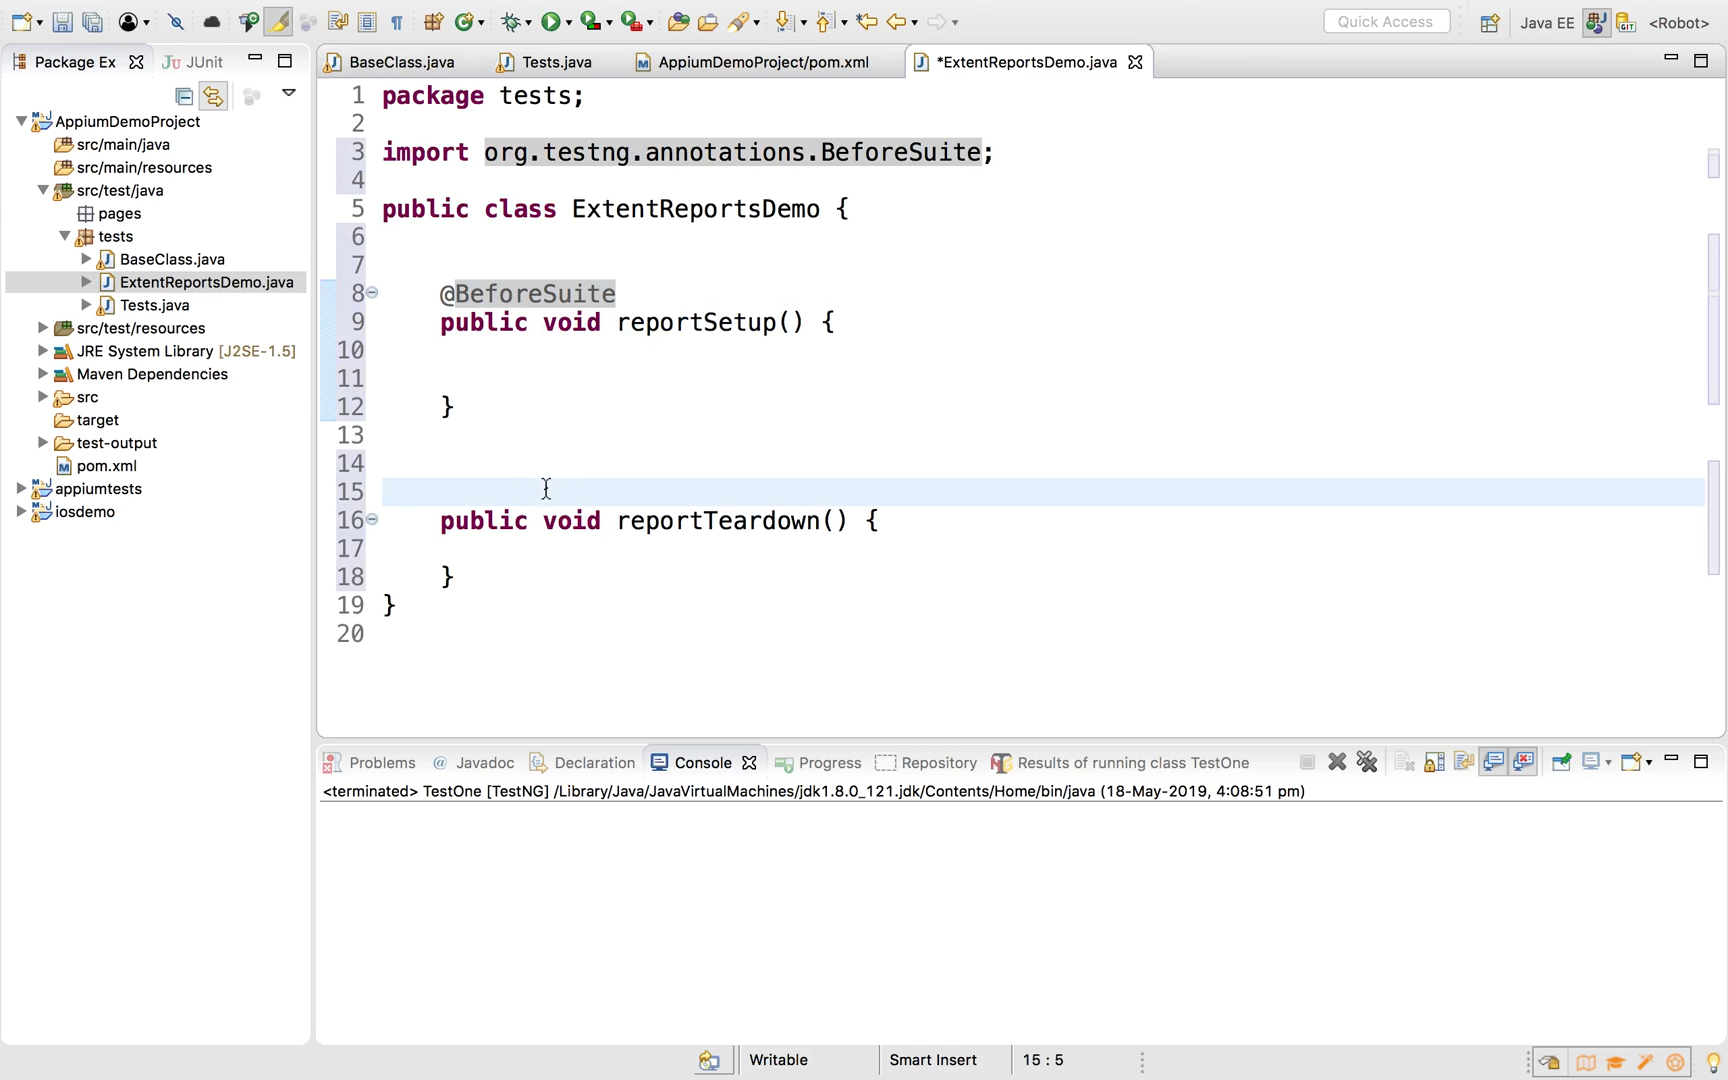 Quick Access
Java EE
<Robot>
Package Ex
JUnit
BaseClass.java
Tests.java
AppiumDemoProject/pom.xml
*ExtentReportsDemo.java
AppiumDemoProject
src/main/java
src/main/resources
src/test/java
pages
tests
BaseClass.java
ExtentReportsDemo.java
Tests.java
src/test/resources
JRE System Library [J2SE-1.5]
Maven Dependencies
src
target
test-output
pom.xml
appiumtests
iosdemo
1 package tests;
2
3 import org.testng.annotations.BeforeSuite;
4
5 public class ExtentReportsDemo {
6
7
8 @BeforeSuite
9 public void reportSetup() {
10
11
12 }
13
14
15
16 public void reportTeardown() {
17
18 }
19 }
20
Problems
@ Javadoc
Declaration
Console
Progress
Repository
Results of running class TestOne
<terminated> TestOne [TestNG] /Library/Java/JavaVirtualMachines/jdk1.8.0_121.jdk/Contents/Home/bin/java (18-May-2019, 4:08:51 pm)
Writable
Smart Insert
15 : 5